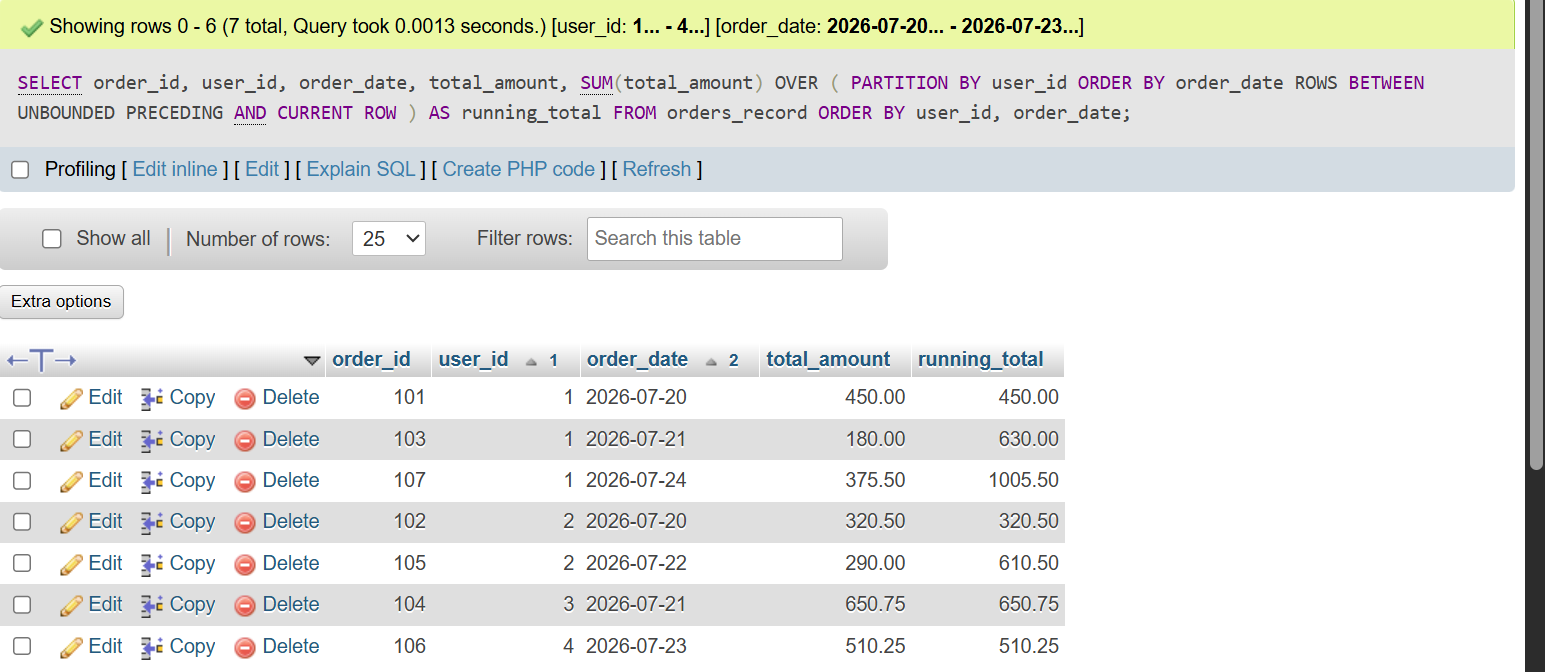 Showing rows 0 - 6 (7 total, Query took 0.0013 seconds.) [user_id: 1... - 4...] [order_date: 2026-07-20... - 2026-07-23...]
SELECT order_id, user_id, order_date, total_amount, SUM(total_amount) OVER ( PARTITION BY user_id ORDER BY order_date ROWS BETWEEN
UNBOUNDED PRECEDING AND CURRENT ROW ) AS running_total FROM orders_record ORDER BY user_id, order_date;
Profiling [ Edit inline ] [ Edit ] [ Explain SQL ] [ Create PHP code ] [ Refresh ]
Show all | Number of rows: 25 Filter rows: Search this table
Extra options
order_id user_id 1 order_date 2 total_amount running_total
Edit Copy Delete 101 1 2026-07-20 450.00 450.00
Edit Copy Delete 103 1 2026-07-21 180.00 630.00
Edit Copy Delete 107 1 2026-07-24 375.50 1005.50
Edit Copy Delete 102 2 2026-07-20 320.50 320.50
Edit Copy Delete 105 2 2026-07-22 290.00 610.50
Edit Copy Delete 104 3 2026-07-21 650.75 650.75
Edit Copy Delete 106 4 2026-07-23 510.25 510.25